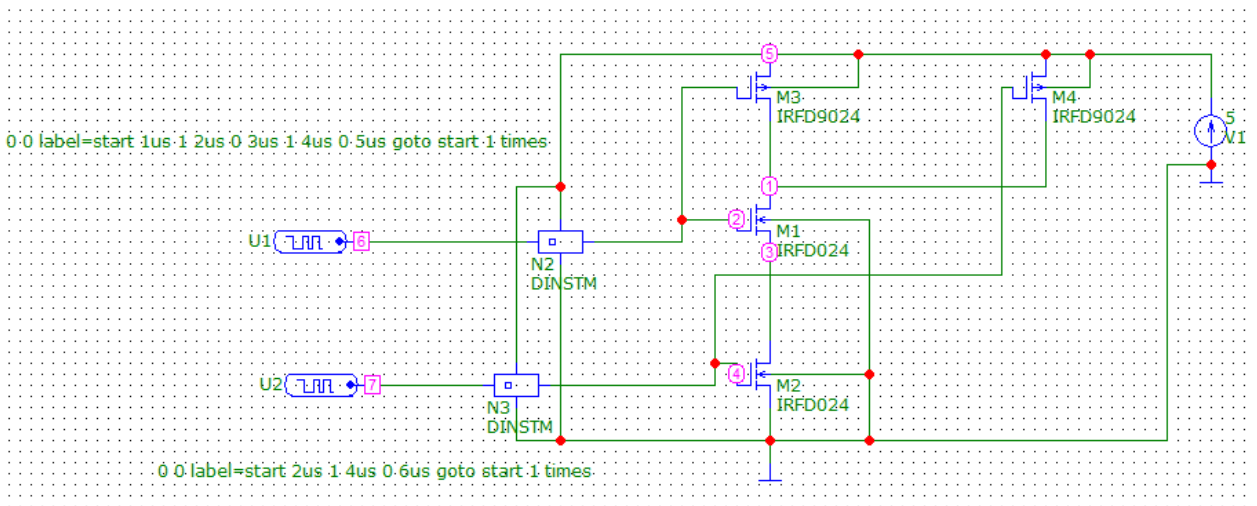 5
M3
IRFD9024
M4
IRFD9024
5
V1
0 0 label=start 1us 1 2us 0 3us 1 4us 0 5us goto start 1 times
1
2
M1
IRFD024
3
U1
6
N2
DINSTM
4
M2
IRFD024
U2
7
N3
DINSTM
0 0 label=start 2us 1 4us 0 6us goto start 1 times